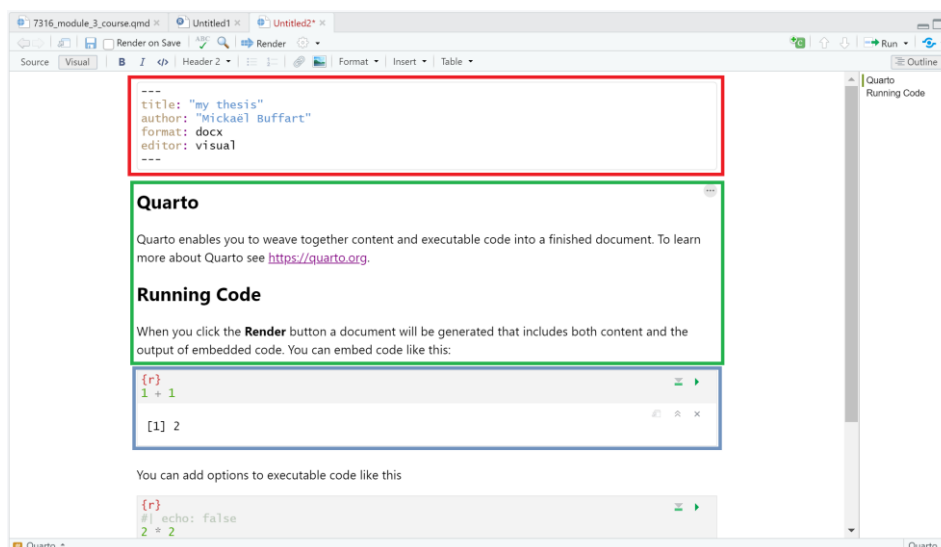 7316_module_3_course.qmd × Untitled1 × Untitled2* ×
Render on Save ABC Render Run
Source Visual B I </> Header 2 Format Insert Table Outline
---
title: "my thesis"
author: "Mickaël Buffart"
format: docx
editor: visual
---
Quarto
Quarto enables you to weave together content and executable code into a finished document. To learn
more about Quarto see https://quarto.org.
Running Code
When you click the Render button a document will be generated that includes both content and the
output of embedded code. You can embed code like this:
{r}
1 + 1
[1] 2
You can add options to executable code like this
{r}
#| echo: false
2 * 2
Quarto
Running Code
Quarto Quarto